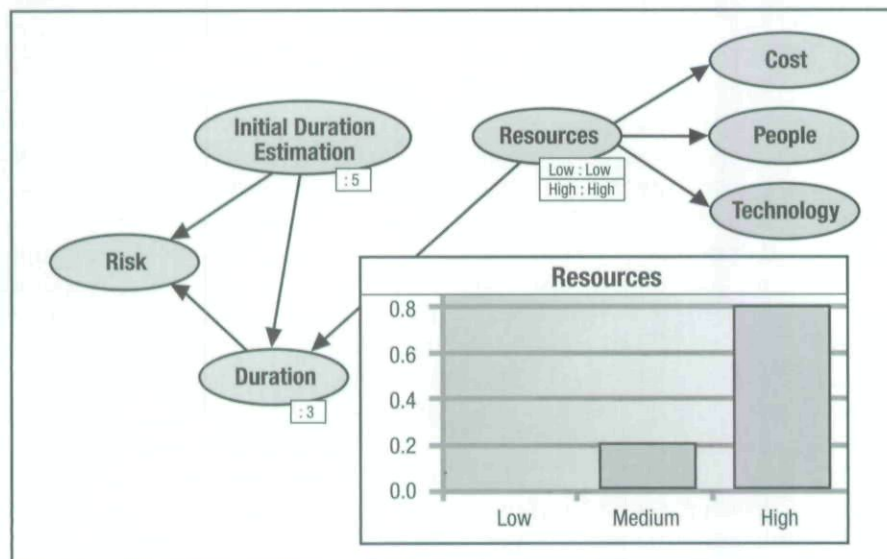 Cost
Initial Duration
Estimation
: 5
Resources
Low : Low
High : High
People
Technology
Risk
Duration
: 3
Resources
0.8
0.6
0.4
0.2
0.0
Low
Medium
High